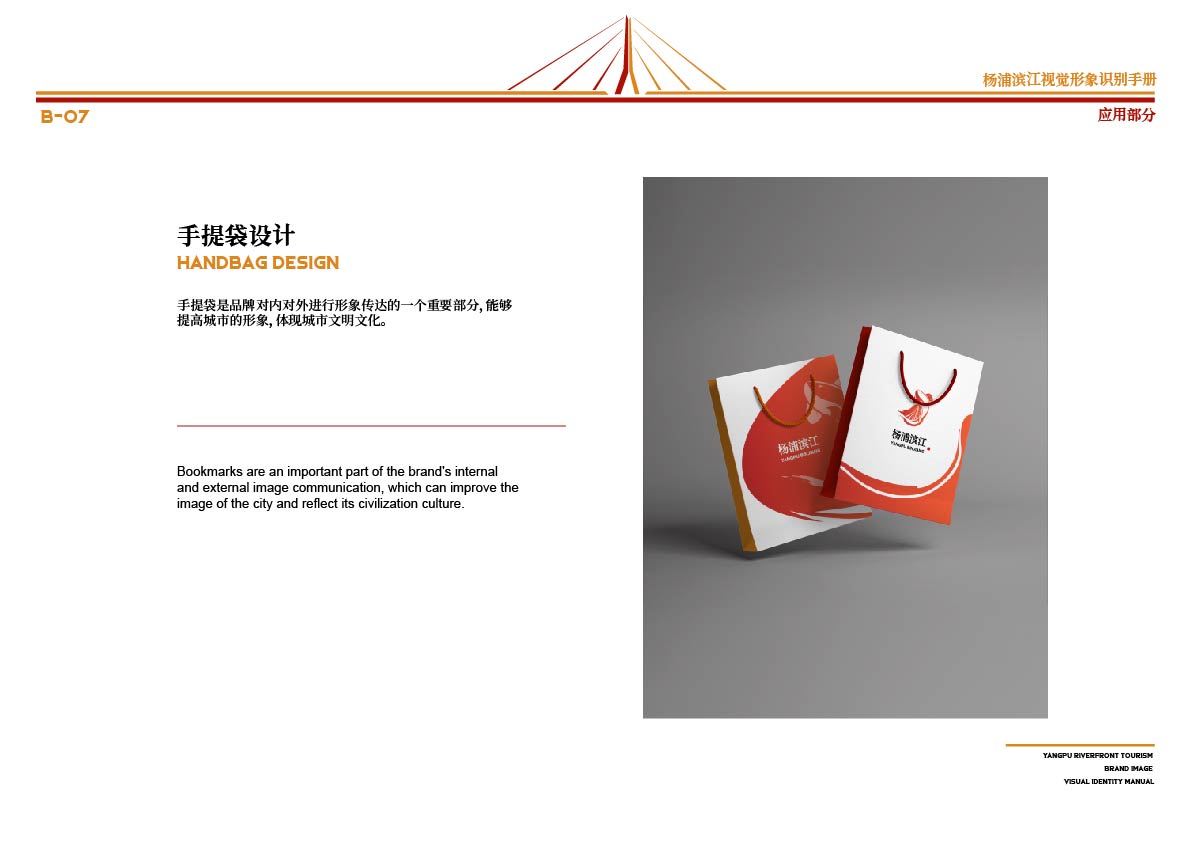 杨浦滨江视觉形象识别手册
B-07
应用部分
手提袋设计
HANDBAG DESIGN
手提袋是品牌对内对外进行形象传达的一个重要部分, 能够
提高城市的形象, 体现城市文明文化。
Bookmarks are an important part of the brand's internal
and external image communication, which can improve the
image of the city and reflect its civilization culture.
杨浦滨江
杨浦滨江
YANGPU RIVERFRONT TOURISM
BRAND IMAGE
VISUAL IDENTITY MANUAL